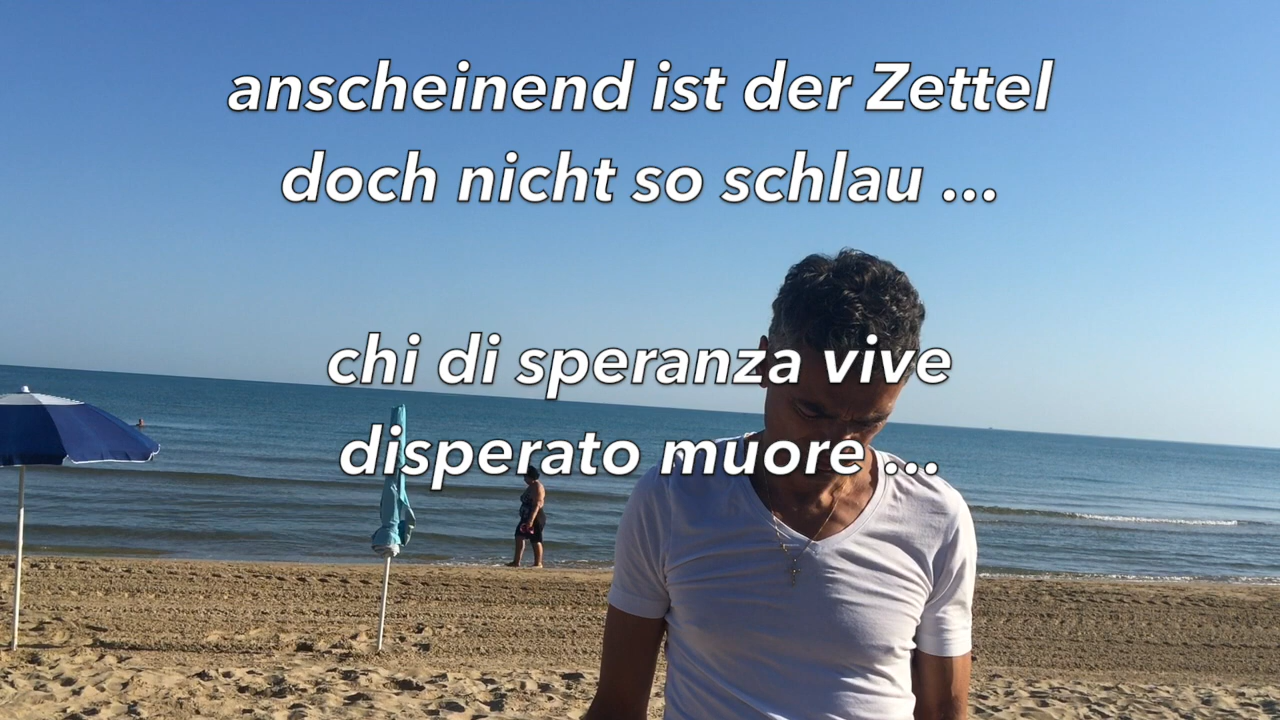 anscheinend ist der Zettel
doch nicht so schlau ...
chi di speranza vive
disperato muore ...